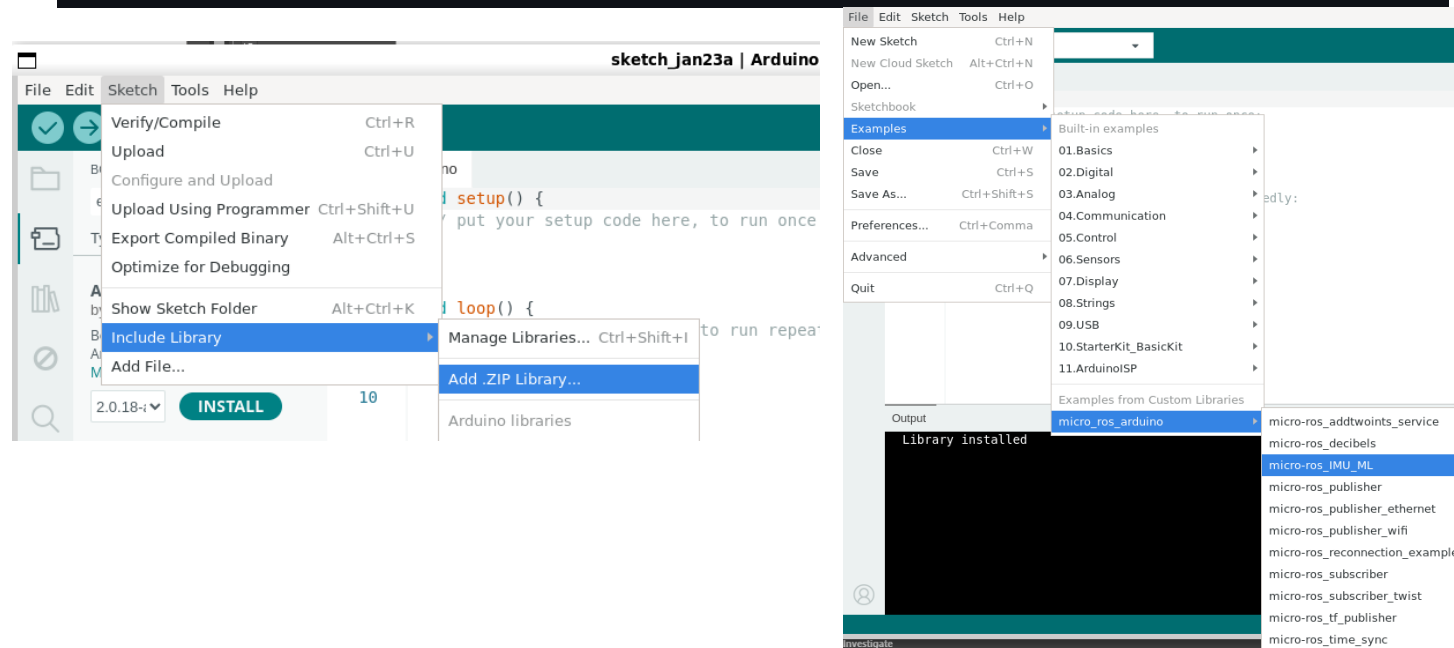 sketch_jan23a | Arduino
File Edit Sketch Tools Help
Verify/Compile Ctrl+R
Upload Ctrl+U
Configure and Upload
Upload Using Programmer Ctrl+Shift+U
Export Compiled Binary Alt+Ctrl+S
Optimize for Debugging
Show Sketch Folder Alt+Ctrl+K
Include Library
Add File...
Manage Libraries... Ctrl+Shift+I
Add .ZIP Library...
Arduino libraries
setup() {
put your setup code here, to run once
loop() {
to run repeat
10
2.0.18-
INSTALL
File Edit Sketch Tools Help
New Sketch Ctrl+N
New Cloud Sketch Alt+Ctrl+N
Open... Ctrl+O
Sketchbook
Examples
Close Ctrl+W
Save Ctrl+S
Save As... Ctrl+Shift+S
Preferences... Ctrl+Comma
Advanced
Quit Ctrl+Q
Built-in examples
01.Basics
02.Digital
03.Analog
04.Communication
05.Control
06.Sensors
07.Display
08.Strings
09.USB
10.StarterKit_BasicKit
11.ArduinoISP
Examples from Custom Libraries
micro_ros_arduino
edly:
Output
Library installed
micro-ros_addtwoints_service
micro-ros_decibels
micro-ros_IMU_ML
micro-ros_publisher
micro-ros_publisher_ethernet
micro-ros_publisher_wifi
micro-ros_reconnection_example
micro-ros_subscriber
micro-ros_subscriber_twist
micro-ros_tf_publisher
micro-ros_time_sync
Investigate